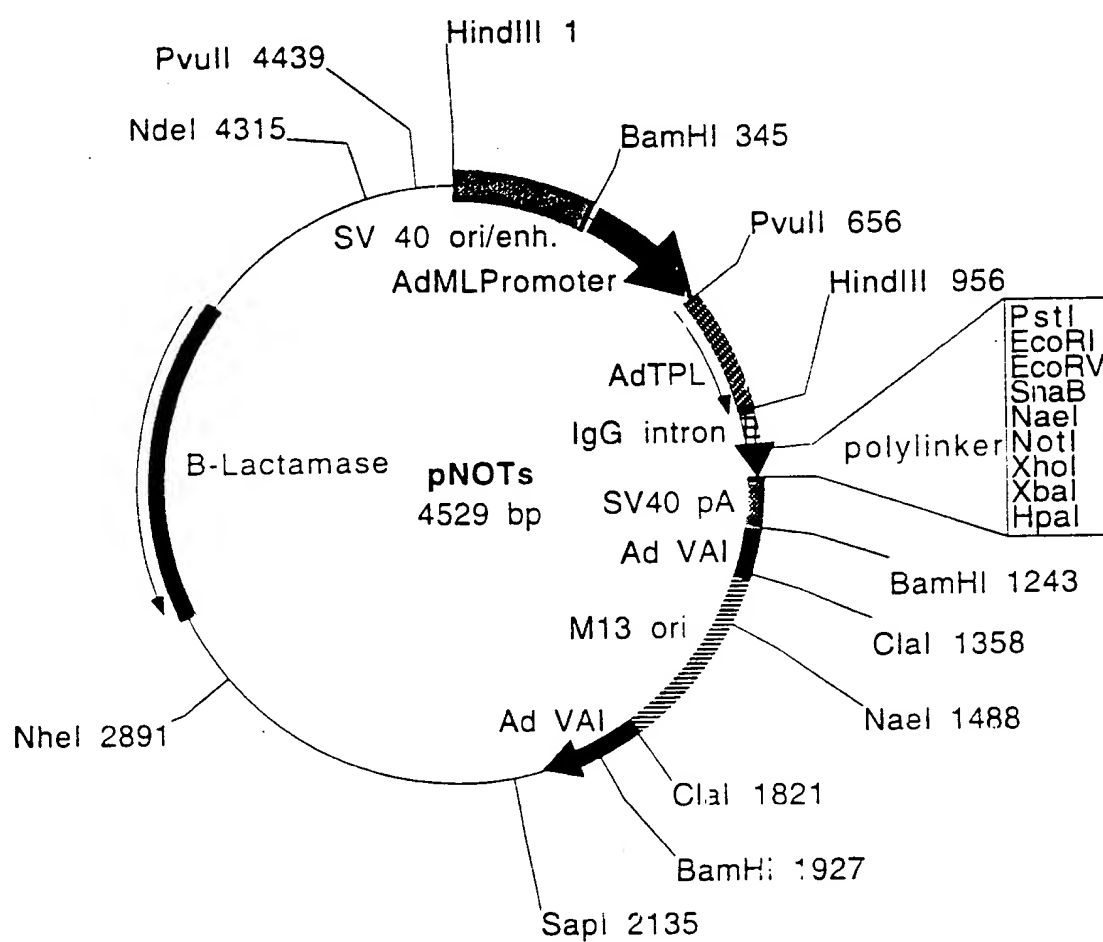 HindIII 1
PvuII 4439
NdeI 4315
BamHI 345
SV 40 ori/enh.
PvuII 656
AdMLPromoter
HindIII 956
PstI
EcoRI
EcoRV
SnaB
NaeI
NotI
XhoI
XbaI
HpaI
AdTPL
IgG intron
polylinker
B-Lactamase
pNOTs
4529 bp
SV40 pA
Ad VAI
BamHI 1243
M13 ori
ClaI 1358
NaeI 1488
NheI 2891
Ad VAI
ClaI 1821
BamHI 1927
SapI 2135